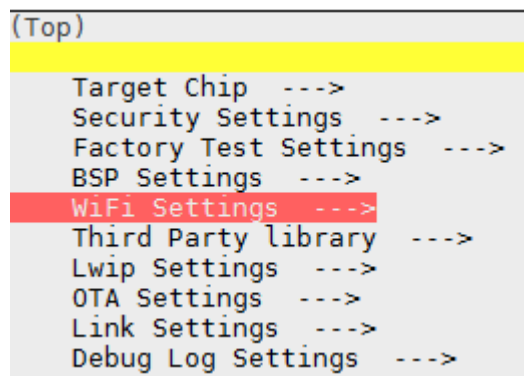 (Top)
Target Chip  --->
Security Settings  --->
Factory Test Settings  --->
BSP Settings  --->
WiFi Settings  --->
Third Party library  --->
Lwip Settings  --->
OTA Settings  --->
Link Settings  --->
Debug Log Settings  --->